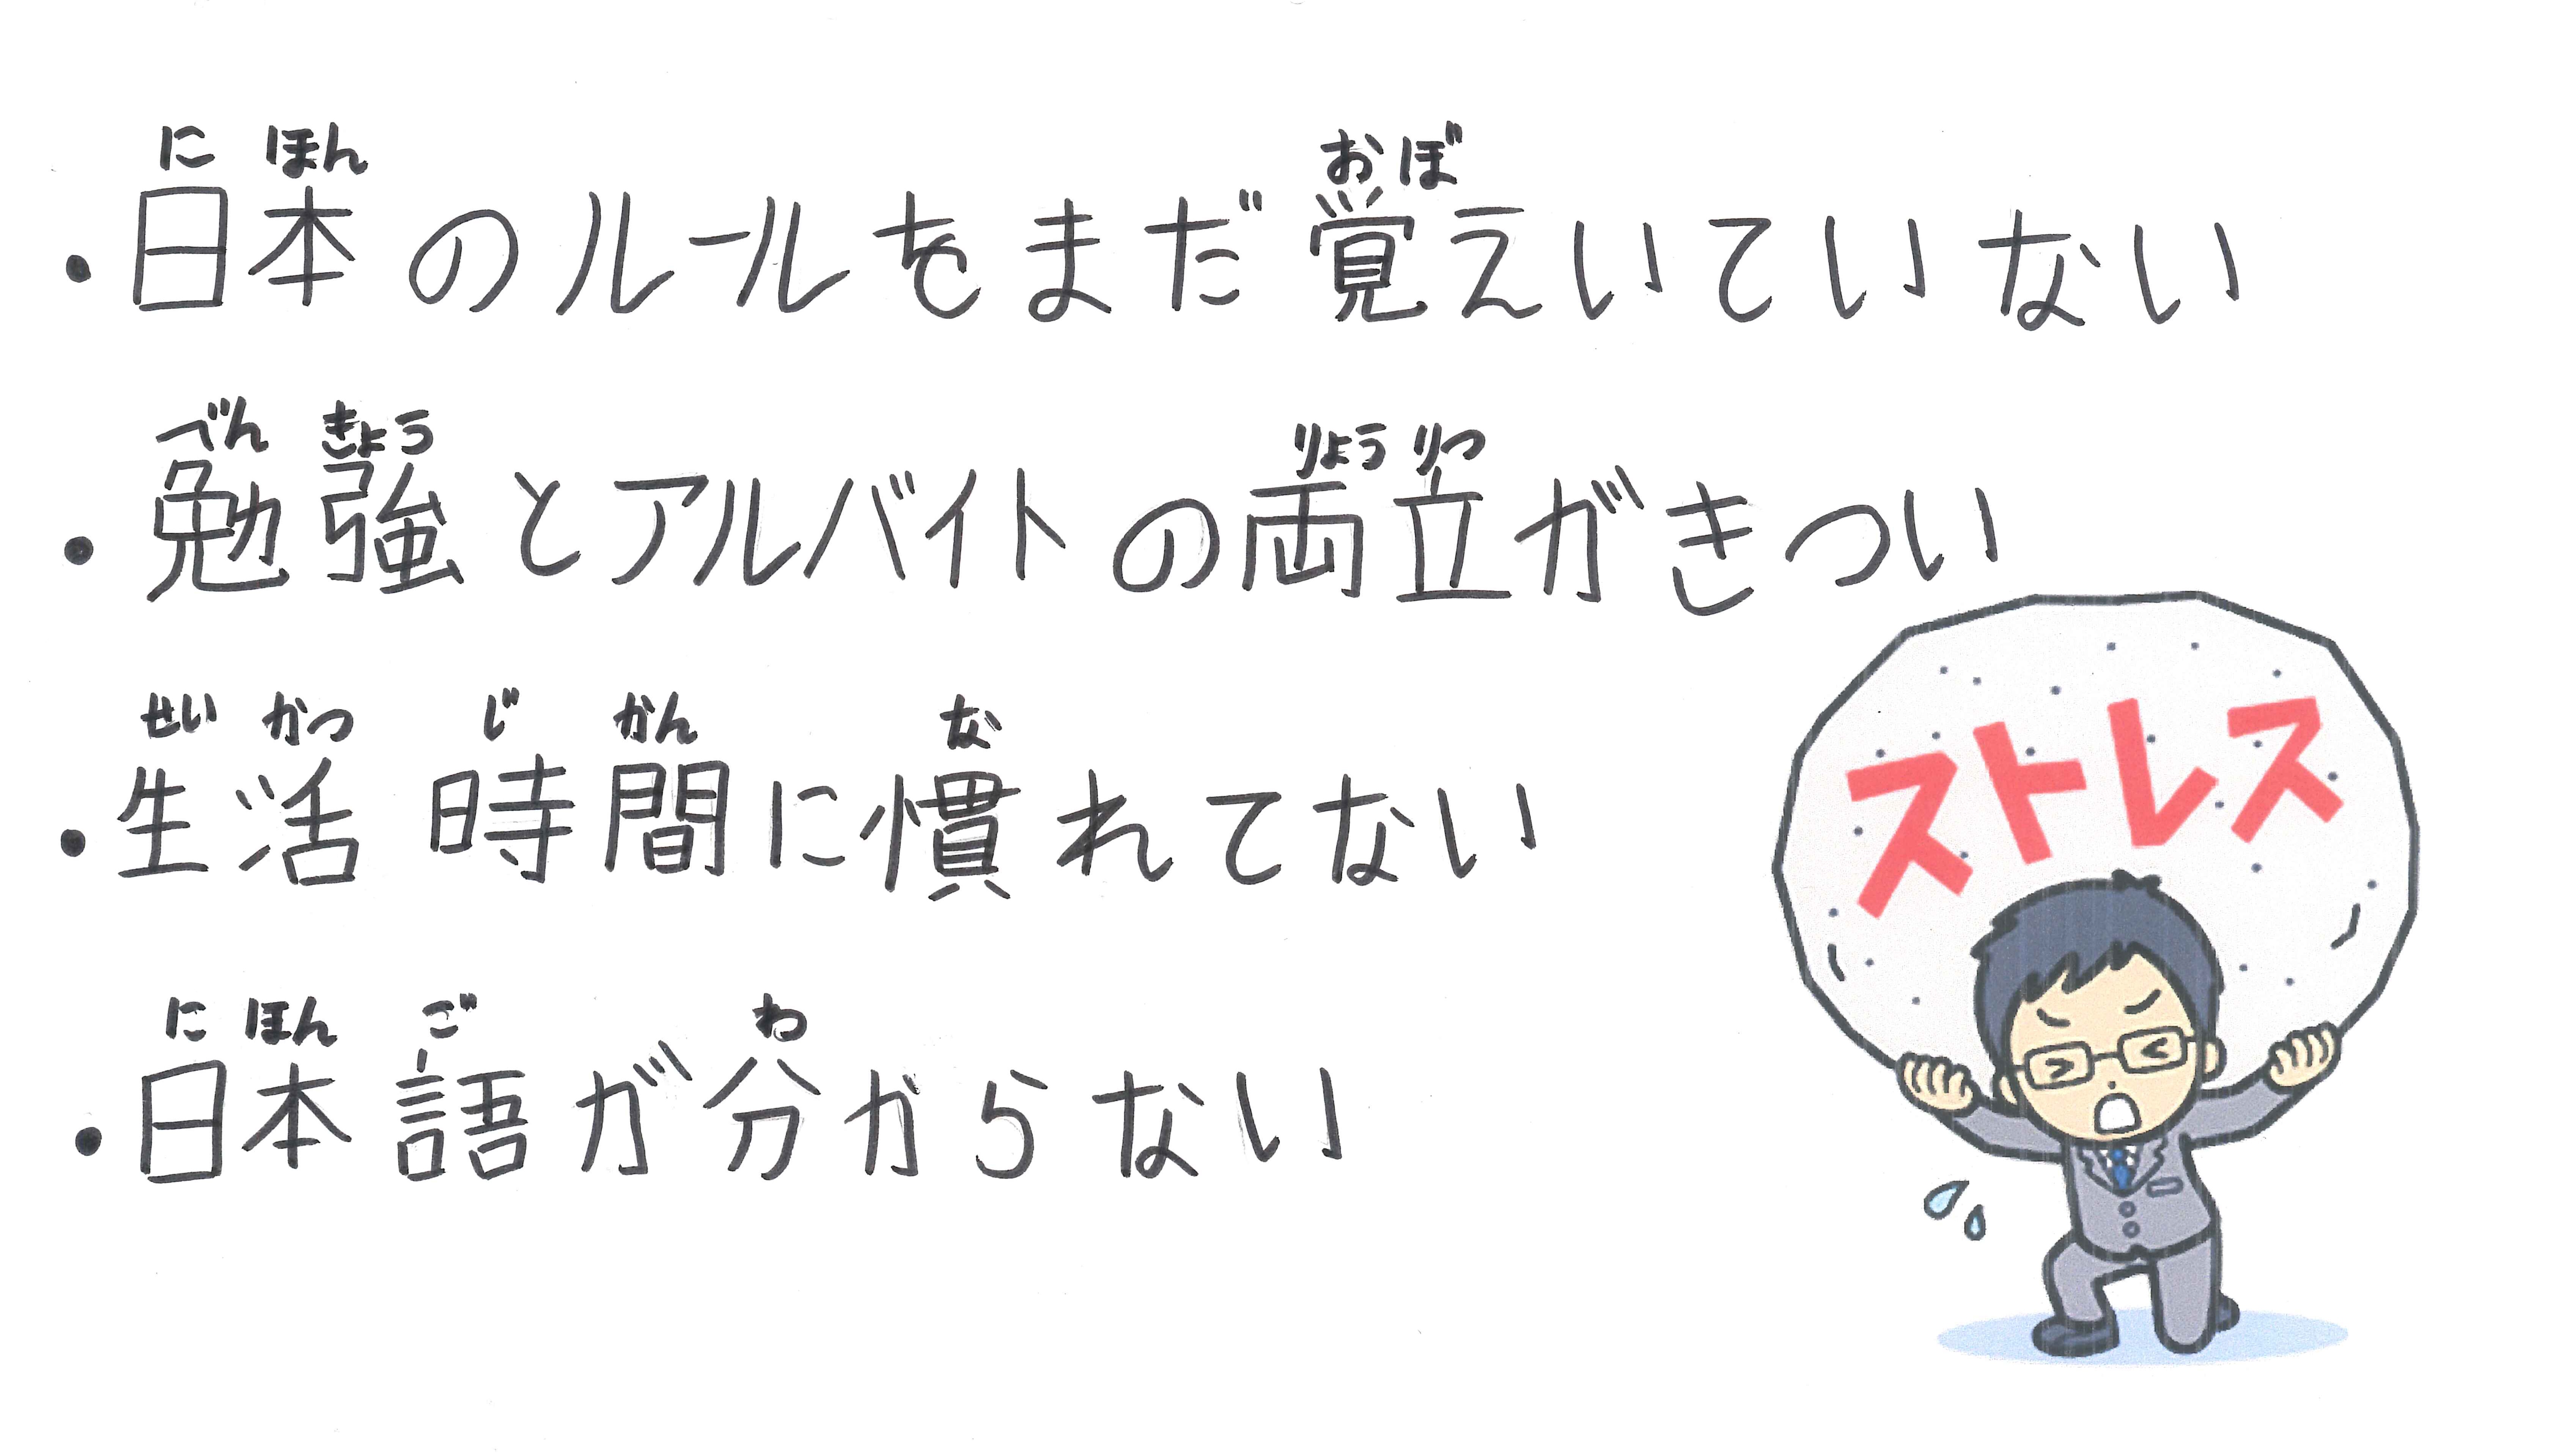 に ほん おぼ
・日本のルールをまだ覚えいていない
べん きょう りょう りつ
・勉強とアルバイトの両立がきつい
せい かつ じ かん な
・生活時間に慣れてない
に ほん ご わ
・日本語が分からない
ストレス